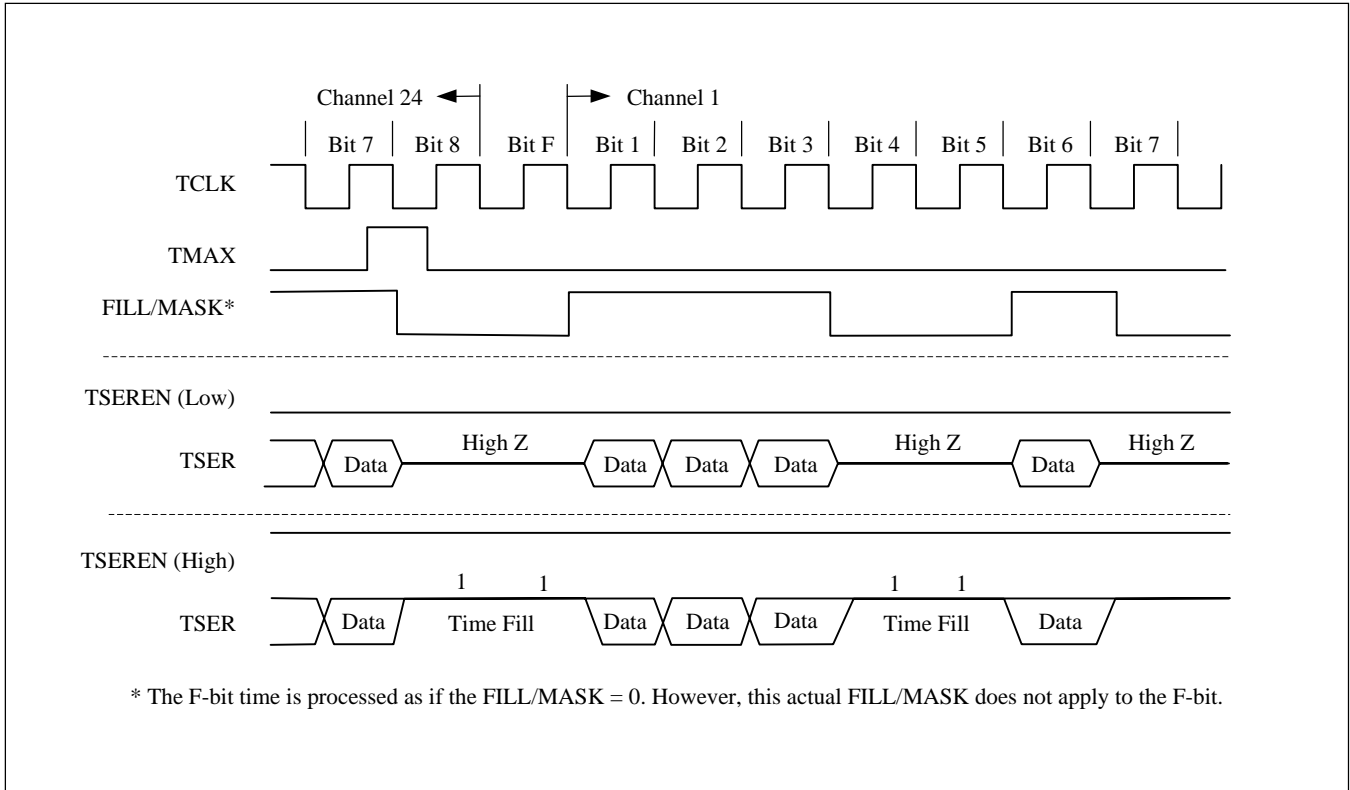 Channel 24 Channel 1
Bit 7 Bit 8 Bit F Bit 1 Bit 2 Bit 3 Bit 4 Bit 5 Bit 6 Bit 7
TCLK
TMAX
FILL/MASK*
TSEREN (Low)
High Z High Z High Z
TSER Data Data Data Data Data
TSEREN (High)
1 1 1 1
TSER Data Time Fill Data Data Data Time Fill Data
* The F-bit time is processed as if the FILL/MASK = 0. However, this actual FILL/MASK does not apply to the F-bit.